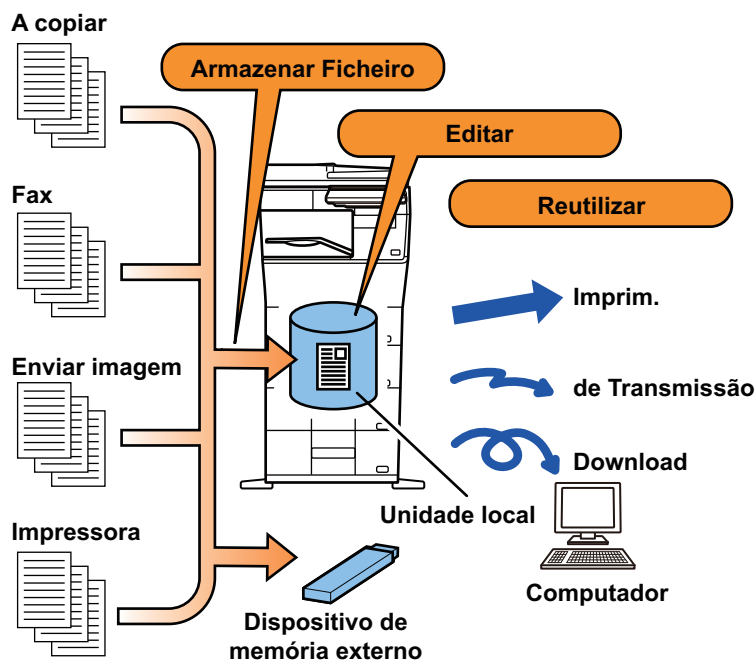 A copiar
Armazenar Ficheiro
Editar
Fax
Reutilizar
Imprim.
Enviar imagem
de Transmissão
Download
Unidade local
Impressora
Computador
Dispositivo de
memória externo